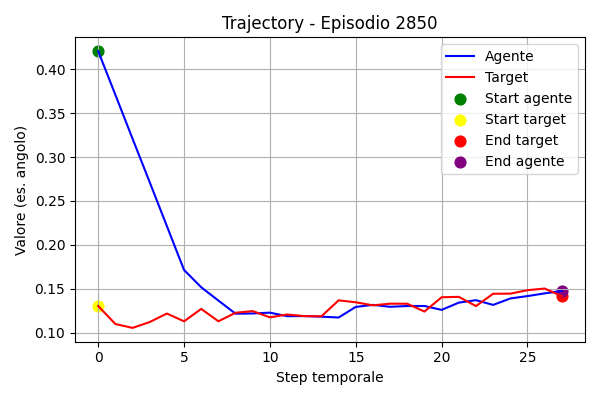 Trajectory - Episodio 2850
Valore (es. angolo)
0.40
0.35
0.30
0.25
0.20
0.15
0.10
Agente
Target
Start agente
Start target
End target
End agente
0 5 10 15 20 25
Step temporale